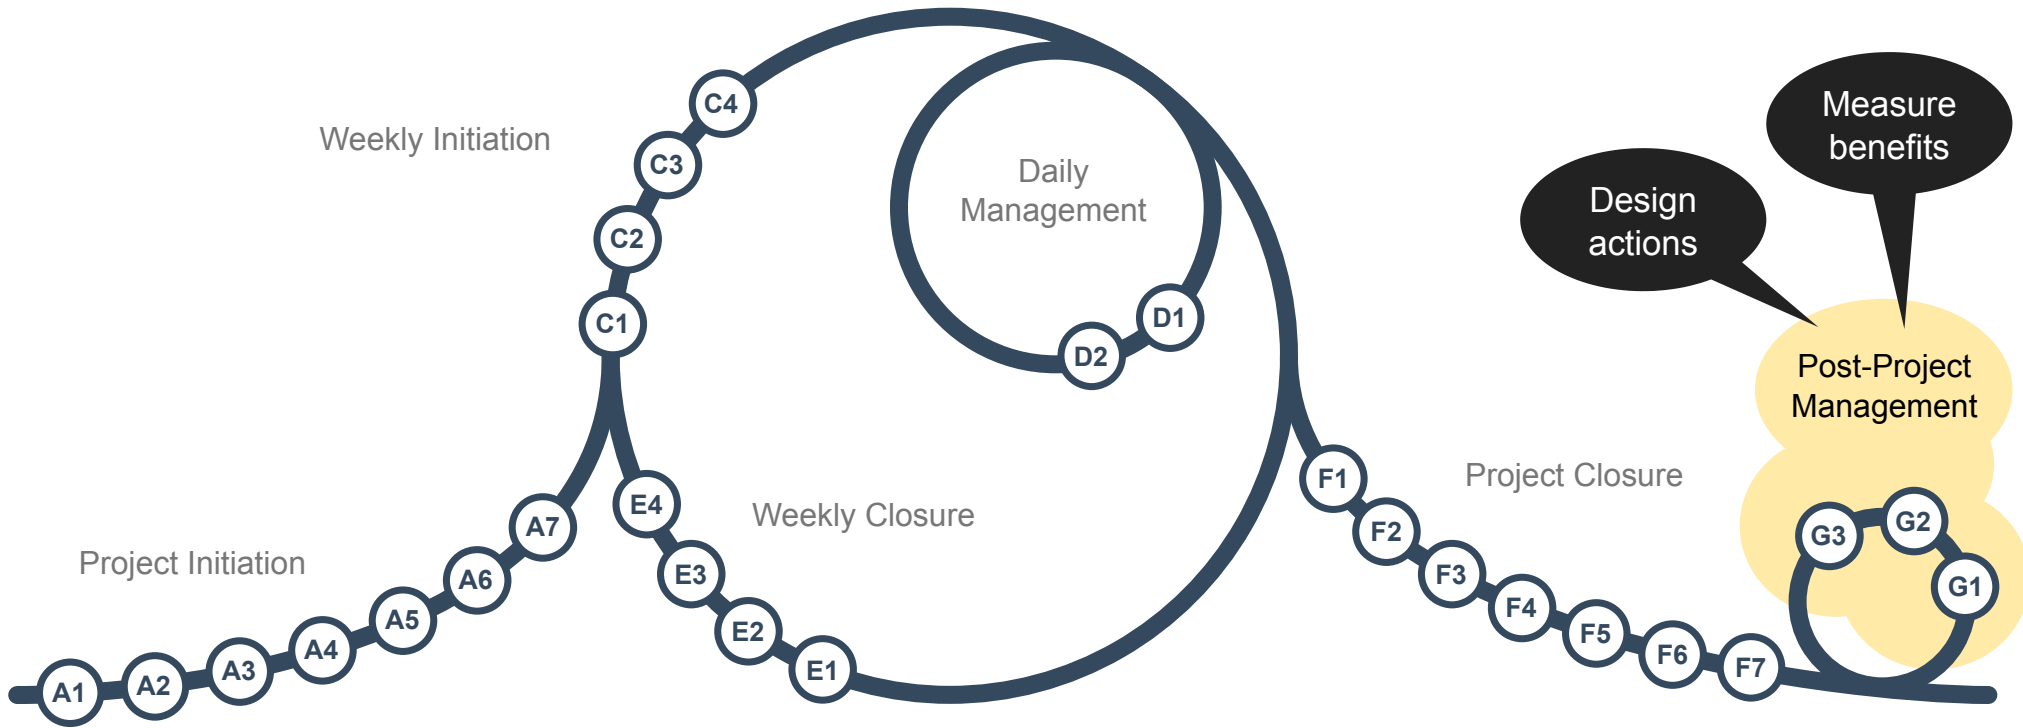 Measure
benefits
Design
actions
Weekly Initiation
C4
C3
C2
C1
Daily
Management
D1
D2
Post-Project
Management
Project Closure
F1
F2
F3
F4
F5
F6
F7
G3
G2
G1
Weekly Closure
E4
E3
E2
E1
Project Initiation
A7
A6
A5
A4
A3
A2
A1